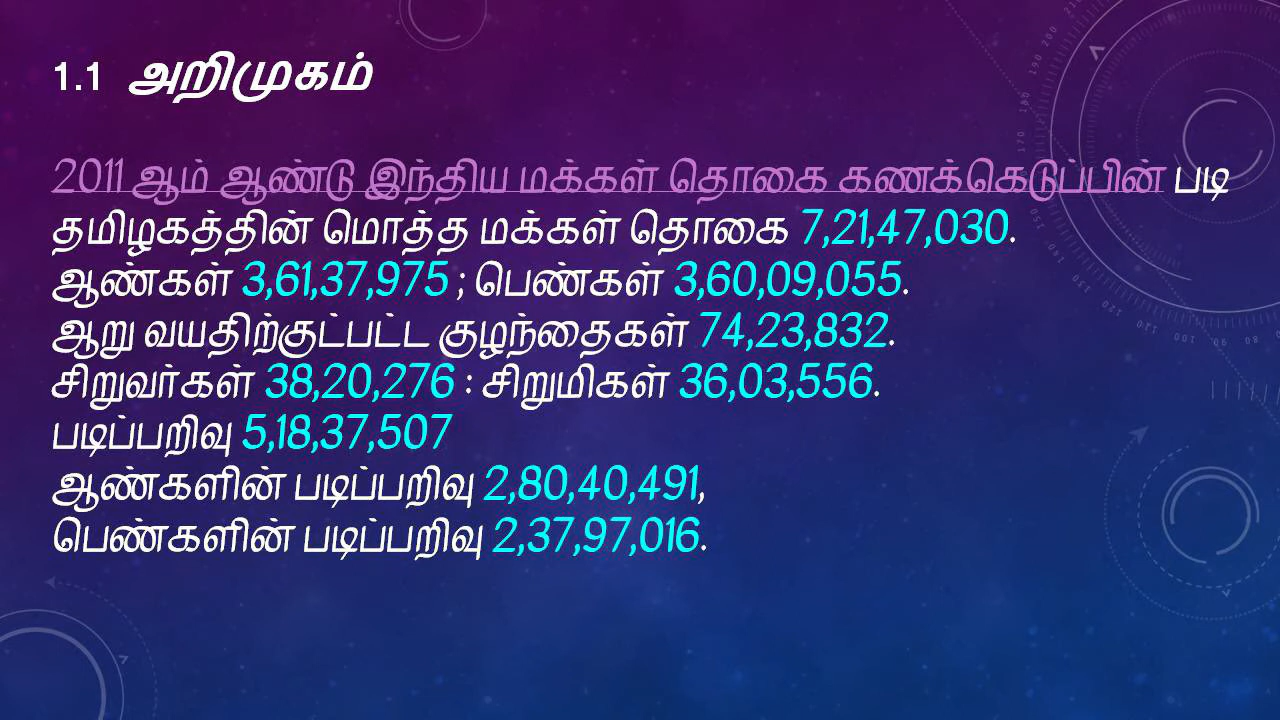 1.1 அறிமுகம்
2011 ஆம் ஆண்டு இந்திய மக்கள் தொகை கணக்கெடுப்பின் படி
தமிழகத்தின் மொத்த மக்கள் தொகை 7,21,47,030.
ஆண்கள் 3,61,37,975 ; பெண்கள் 3,60,09,055.
ஆறு வயதிற்குட்பட்ட குழந்தைகள் 74,23,832.
சிறுவர்கள் 38,20,276 : சிறுமிகள் 36,03,556.
படிப்பறிவு 5,18,37,507
ஆண்களின் படிப்பறிவு 2,80,40,491,
பெண்களின் படிப்பறிவு 2,37,97,016.